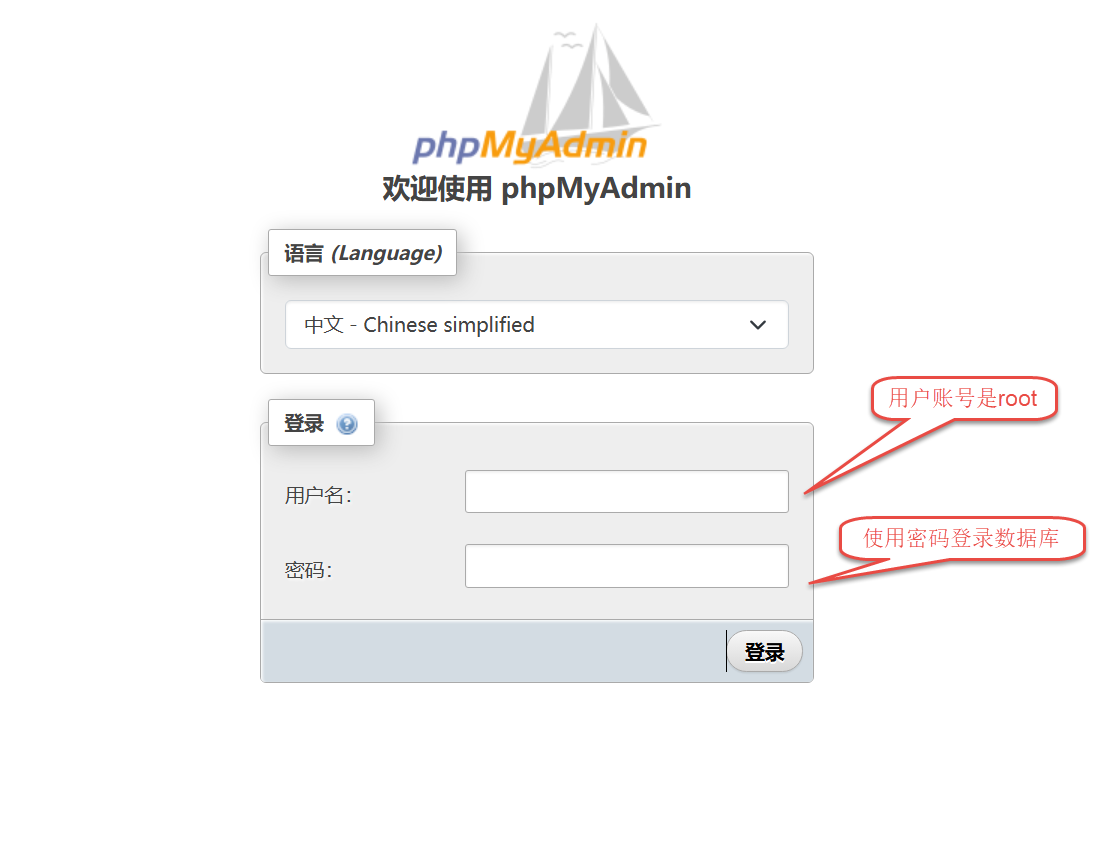 phpMyAdmin
欢迎使用 phpMyAdmin
语言 (Language)
中文 - Chinese simplified
用户账号是root
登录
用户名：
使用密码登录数据库
密码：
登录